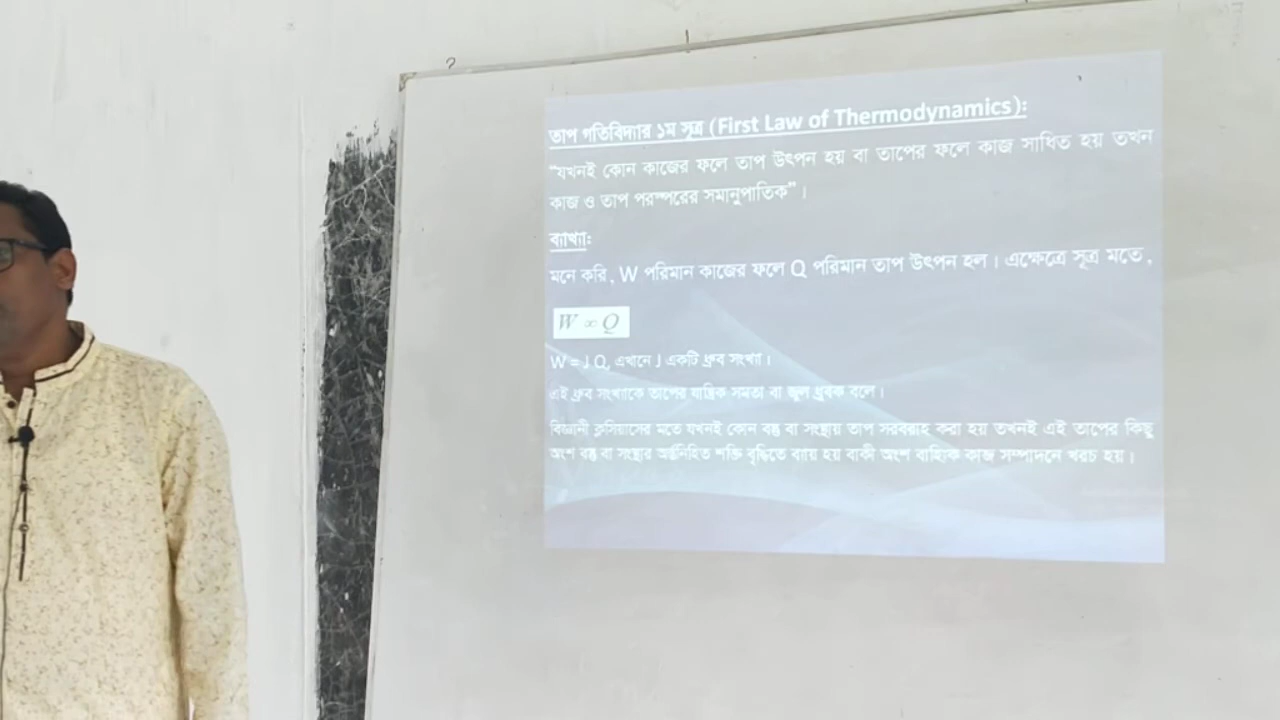 তাপ গতিবিদ্যার ১ম সূত্র (First Law of Thermodynamics):
"যখনই কোন কাজের ফলে তাপ উৎপন হয় বা তাপের ফলে কাজ সাধিত হয় তখন
কাজ ও তাপ পরস্পরের সমানুপাতিক"।
ব্যাখ্যা:
মনে করি, W পরিমান কাজের ফলে Q পরিমান তাপ উৎপন হল। এক্ষেত্রে সূত্র মতে,
W ∞ Q
W = J Q, এখানে J একটি ধ্রুব সংখ্যা।
এই ধ্রুব সংখ্যাকে তাপের যান্ত্রিক সমতা বা জুল ধ্রুবক বলে।
বিজ্ঞানী ক্লসিয়াসের মতে যখনই কোন বস্তু বা সংস্থায় তাপ সরবরাহ করা হয় তখনই এই তাপের কিছু
অংশ বস্তু বা সংস্থার অর্ন্তনিহিত শক্তি বৃদ্ধিতে ব্যায় হয় বাকী অংশ বাহ্যিক কাজ সম্পাদনে খরচ হয়।